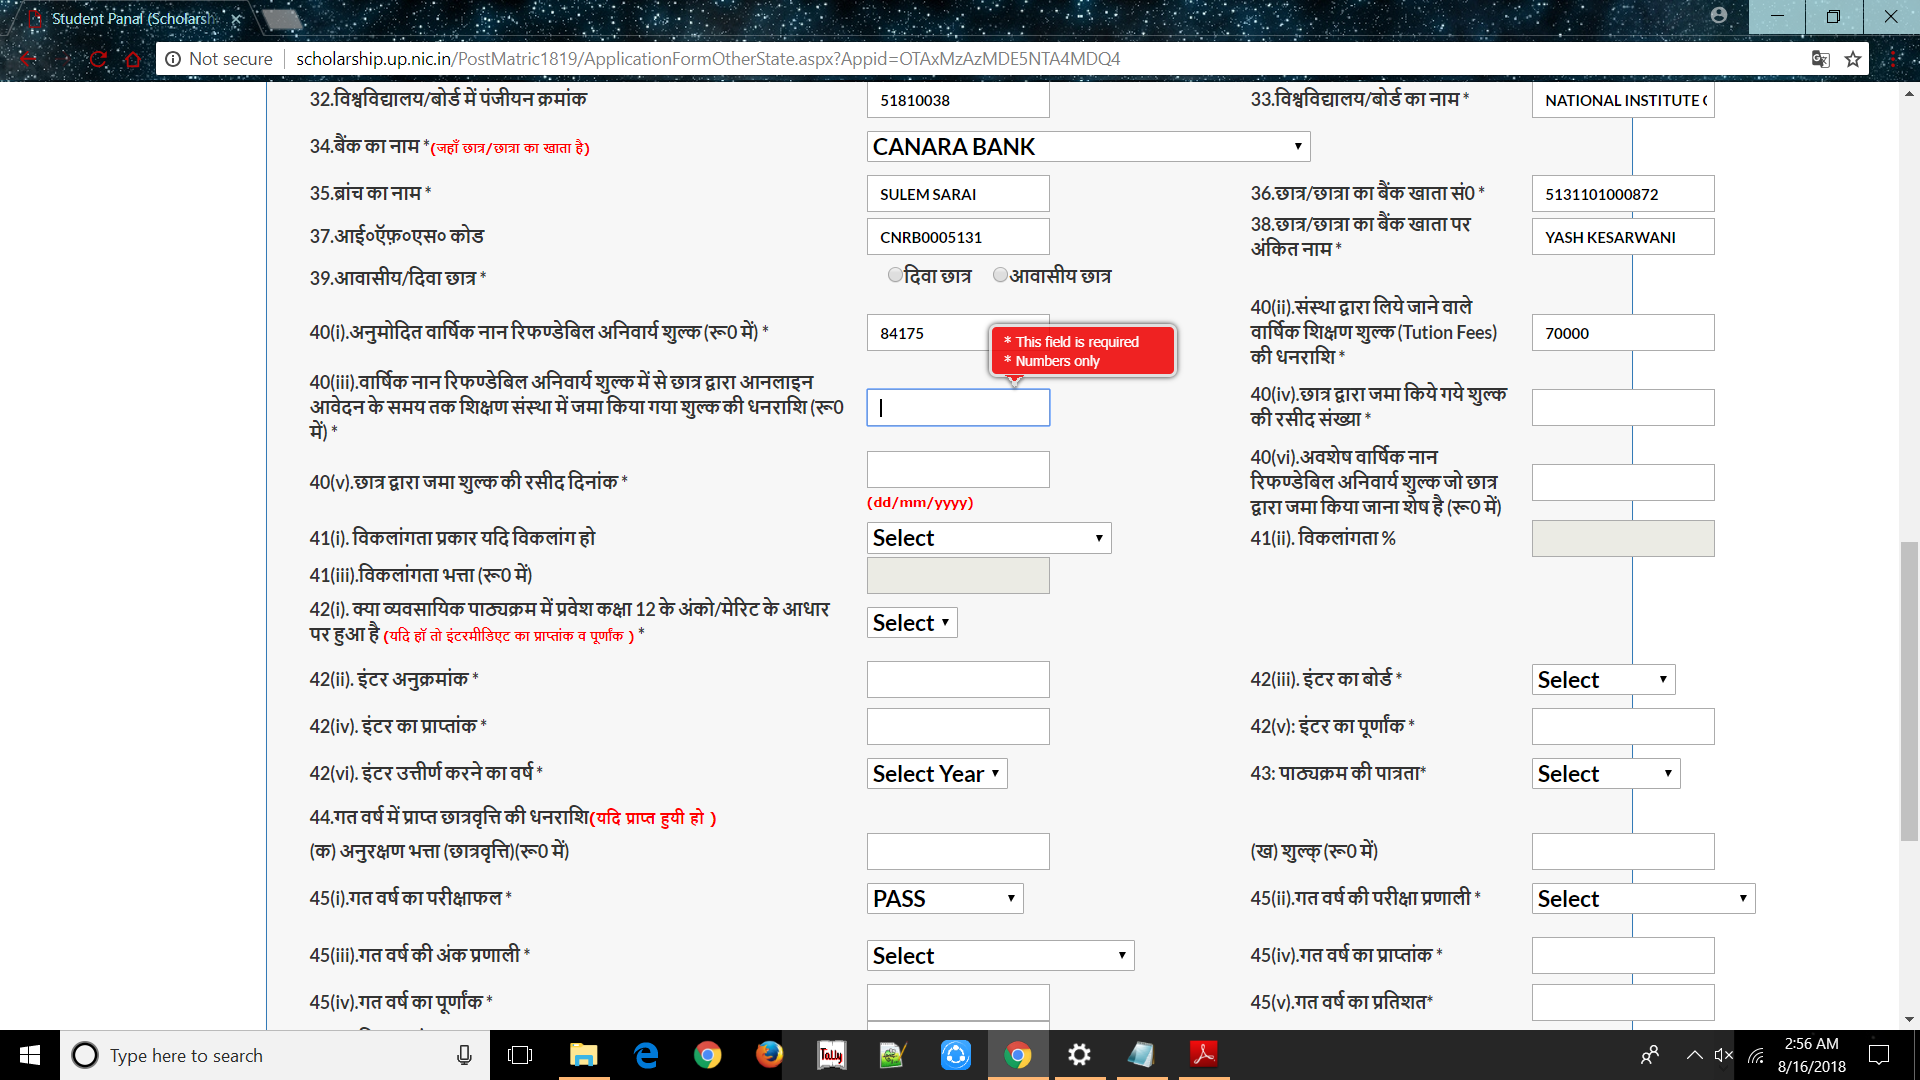 Student Panal (Scholarsh
Not secure
scholarship.up.nic.in/PostMatric1819/ApplicationFormOtherState.aspx?Appid=OTAxMzAzMDE5NTA4MDQ4
32.विश्वविद्यालय/बोर्ड में पंजीयन क्रमांक 51810038 33.विश्वविद्यालय/बोर्ड का नाम * NATIONAL INSTITUTE
34.बैंक का नाम *(जहाँ छात्र/छात्रा का खाता है) CANARA BANK
35.ब्रांच का नाम * SULEM SARAI 36.छात्र/छात्रा का बैंक खाता सं0 * 5131101000872
37.आई०ऍफ़०एस० कोड CNRB0005131 38.छात्र/छात्रा का बैंक खाता पर
अंकित नाम * YASH KESARWANI
39.आवासीय/दिवा छात्र * दिवा छात्र आवासीय छात्र
40(i).अनुमोदित वार्षिक नान रिफण्डेबिल अनिवार्य शुल्क (रू0 में) * 84175
40(ii).संस्था द्वारा लिये जाने वाले
वार्षिक शिक्षण शुल्क (Tution Fees)
की धनराशि * 70000
* This field is required
* Numbers only
40(iii).वार्षिक नान रिफण्डेबिल अनिवार्य शुल्क में से छात्र द्वारा आनलाइन
आवेदन के समय तक शिक्षण संस्था में जमा किया गया शुल्क की धनराशि (रू0
में) *
40(iv).छात्र द्वारा जमा किये गये शुल्क
की रसीद संख्या *
40(v).छात्र द्वारा जमा शुल्क की रसीद दिनांक *
(dd/mm/yyyy)
40(vi).अवशेष वार्षिक नान
रिफण्डेबिल अनिवार्य शुल्क जो छात्र
द्वारा जमा किया जाना शेष है (रू0 में)
41(i). विकलांगता प्रकार यदि विकलांग हो Select 41(ii). विकलांगता %
41(iii).विकलांगता भत्ता (रू0 में)
42(i). क्या व्यवसायिक पाठ्यक्रम में प्रवेश कक्षा 12 के अंको/मेरिट के आधार
पर हुआ है (यदि हॉ तो इंटरमीडिएट का प्राप्तांक व पूर्णांक ) * Select
42(ii). इंटर अनुक्रमांक * 42(iii). इंटर का बोर्ड * Select
42(iv). इंटर का प्राप्तांक * 42(v): इंटर का पूर्णांक *
42(vi). इंटर उत्तीर्ण करने का वर्ष * Select Year 43: पाठ्यक्रम की पात्रता* Select
44.गत वर्ष में प्राप्त छात्रवृत्ति की धनराशि(यदि प्राप्त हुयी हो )
(क) अनुरक्षण भत्ता (छात्रवृत्ति)(रू0 में) (ख) शुल्क् (रू0 में)
45(i).गत वर्ष का परीक्षाफल * PASS 45(ii).गत वर्ष की परीक्षा प्रणाली * Select
45(iii).गत वर्ष की अंक प्रणाली * Select 45(iv).गत वर्ष का प्राप्तांक *
45(iv).गत वर्ष का पूर्णांक * 45(v).गत वर्ष का प्रतिशत*
Type here to search
Tally
2:56 AM
8/16/2018